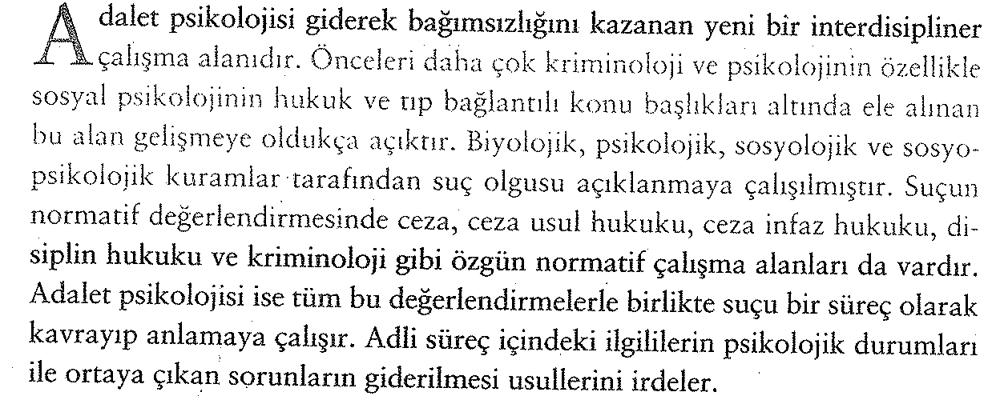 Adalet psikolojisi giderek bağımsızlığını kazanan yeni bir interdisipliner
çalışma alanıdır. Önceleri daha çok kriminoloji ve psikolojinin özellikle
sosyal psikolojinin hukuk ve tıp bağlantılı konu başlıkları altında ele alınan
bu alan gelişmeye oldukça açıktır. Biyolojik, psikolojik, sosyolojik ve sosyo-
psikolojik kuramlar tarafından suç olgusu açıklanmaya çalışılmıştır. Suçun
normatif değerlendirmesinde ceza, ceza usul hukuku, ceza infaz hukuku, di-
siplin hukuku ve kriminoloji gibi özgün normatif çalışma alanları da vardır.
Adalet psikolojisi ise tüm bu değerlendirmelerle birlikte suçu bir süreç olarak
kavrayıp anlamaya çalışır. Adli süreç içindeki ilgililerin psikolojik durumları
ile ortaya çıkan sorunların giderilmesi usullerini irdeler.